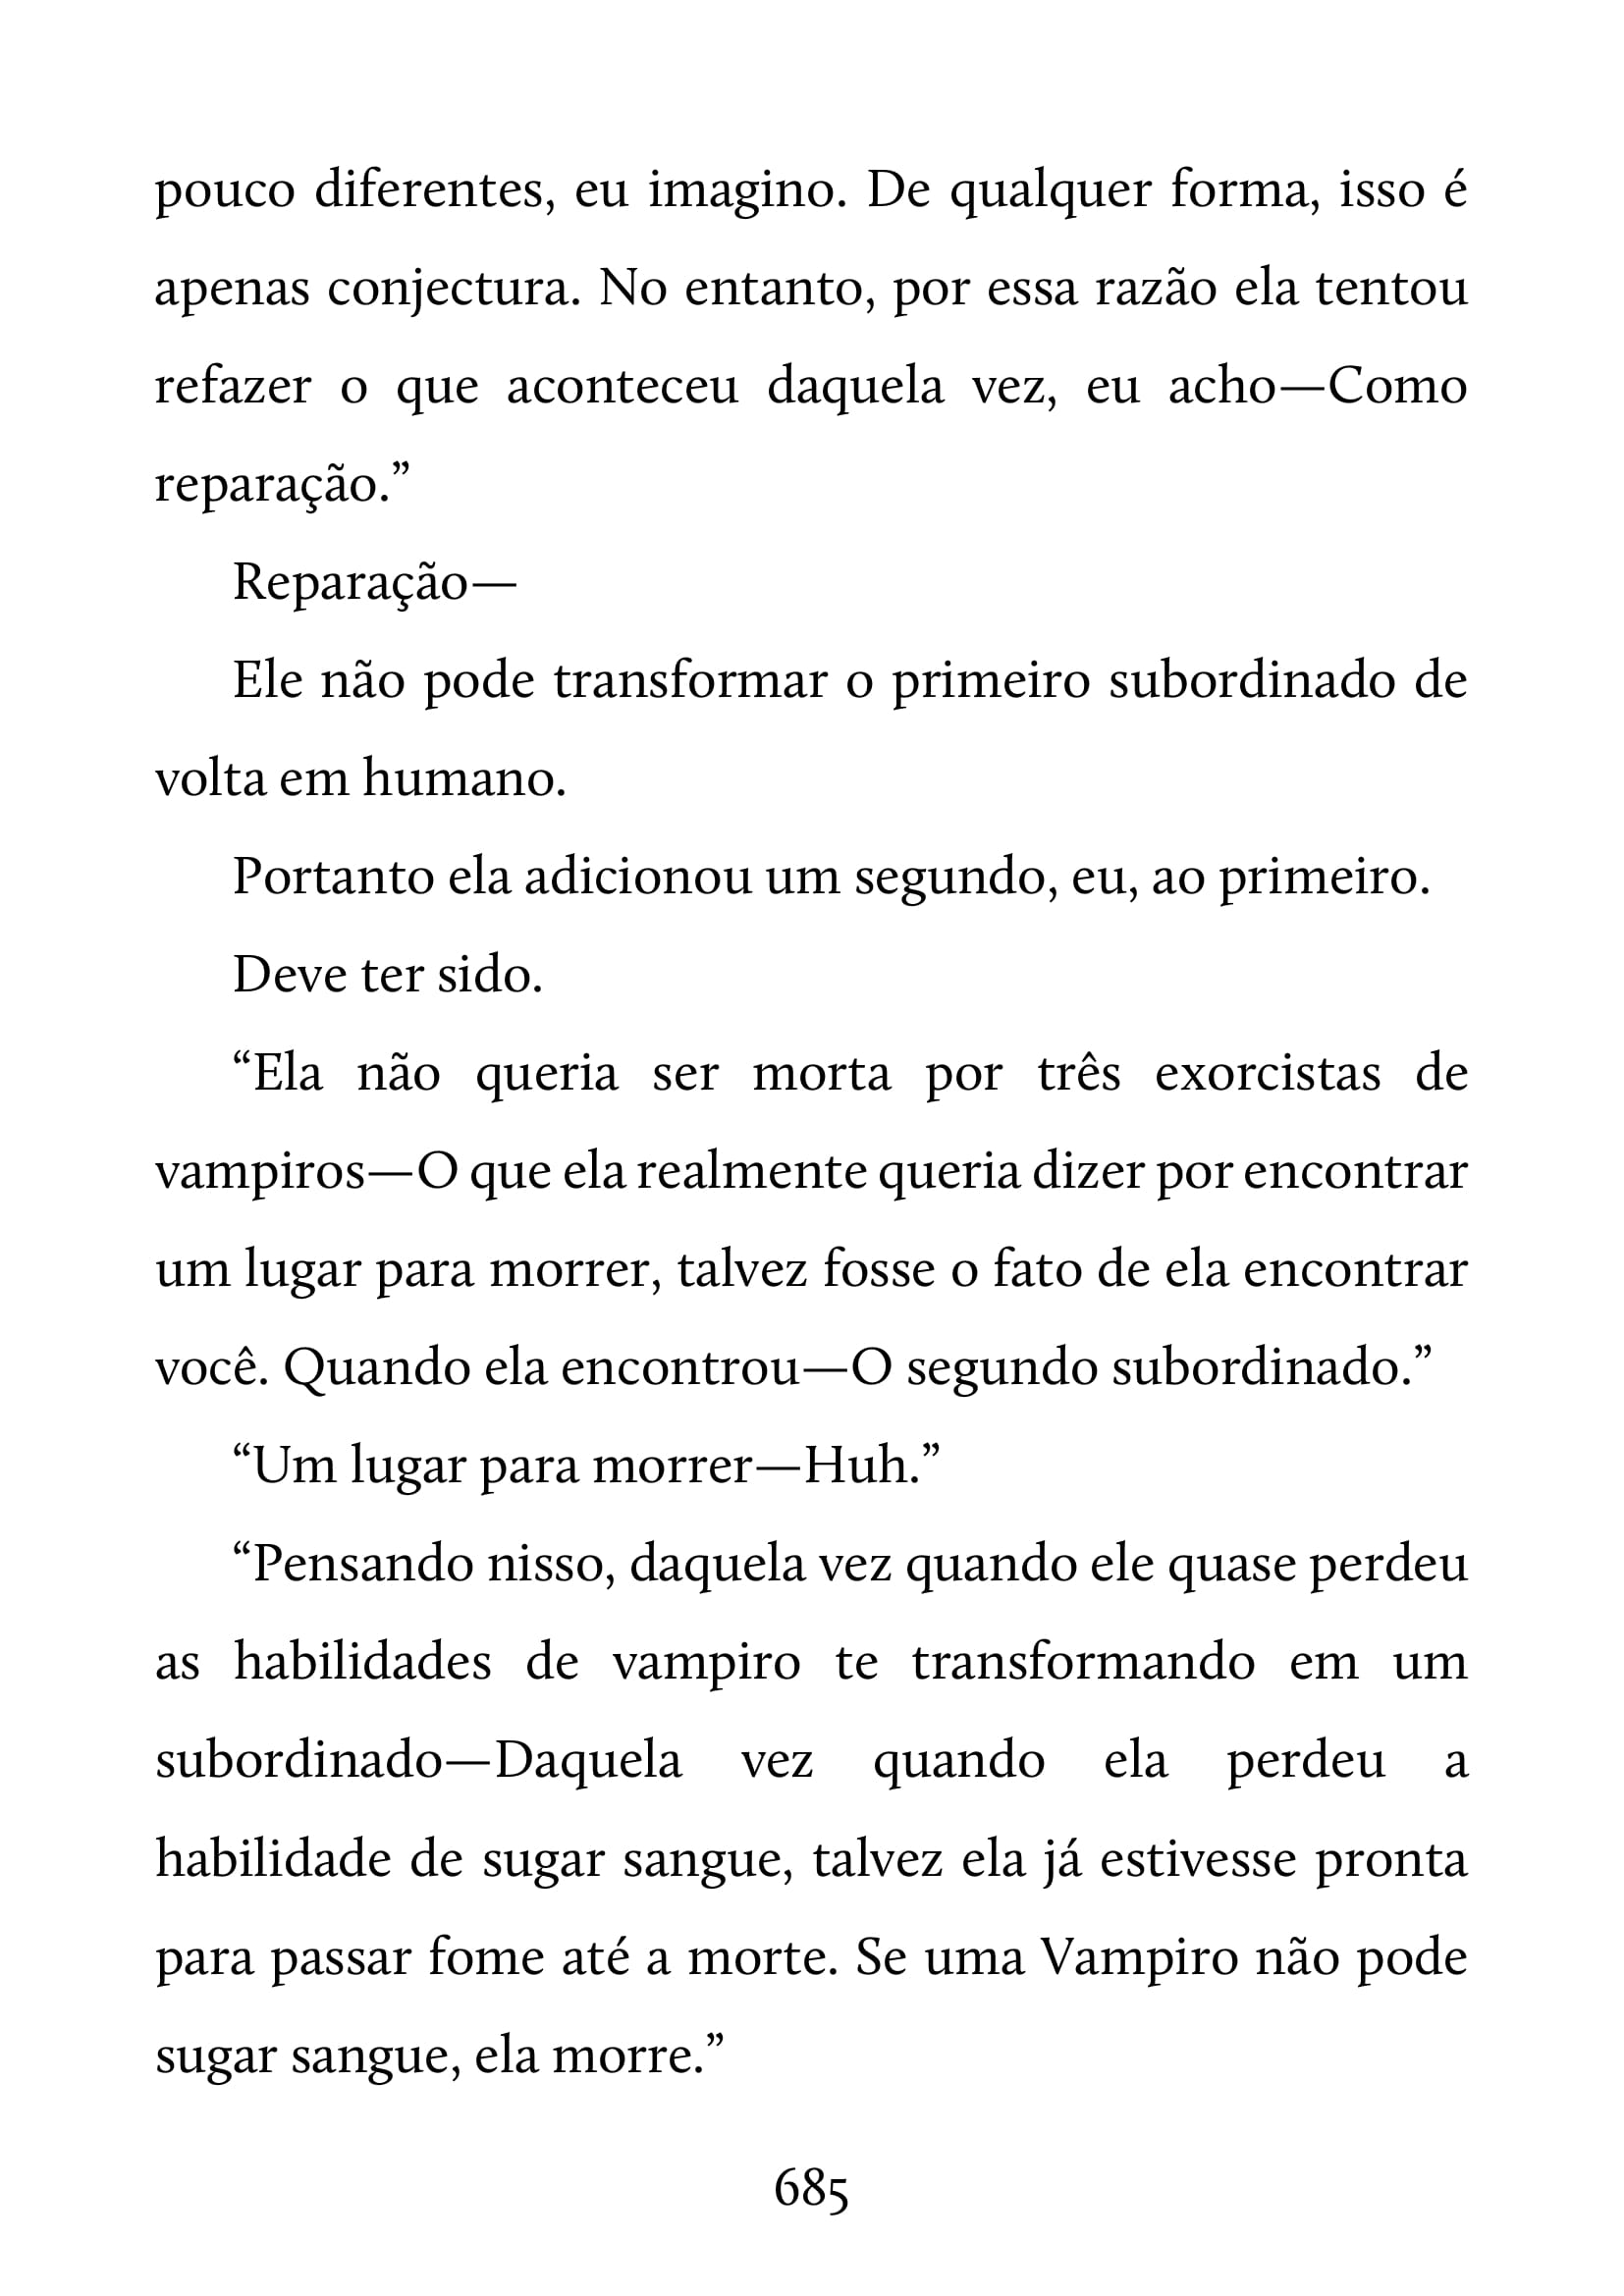 pouco diferentes, eu imagino. De qualquer forma, isso é
apenas conjectura. No entanto, por essa razão ela tentou
refazer o que aconteceu daquela vez, eu acho—Como
reparação.”
Reparação—
Ele não pode transformar o primeiro subordinado de
volta em humano.
Portanto ela adicionou um segundo, eu, ao primeiro.
Deve ter sido.
“Ela não queria ser morta por três exorcistas de
vampiros—O que ela realmente queria dizer por encontrar
um lugar para morrer, talvez fosse o fato de ela encontrar
você. Quando ela encontrou—O segundo subordinado.”
“Um lugar para morrer—Huh.”
“Pensando nisso, daquela vez quando ele quase perdeu
as habilidades de vampiro te transformando em um
subordinado—Daquela vez quando ela perdeu a
habilidade de sugar sangue, talvez ela já estivesse pronta
para passar fome até a morte. Se uma Vampiro não pode
sugar sangue, ela morre.”
685